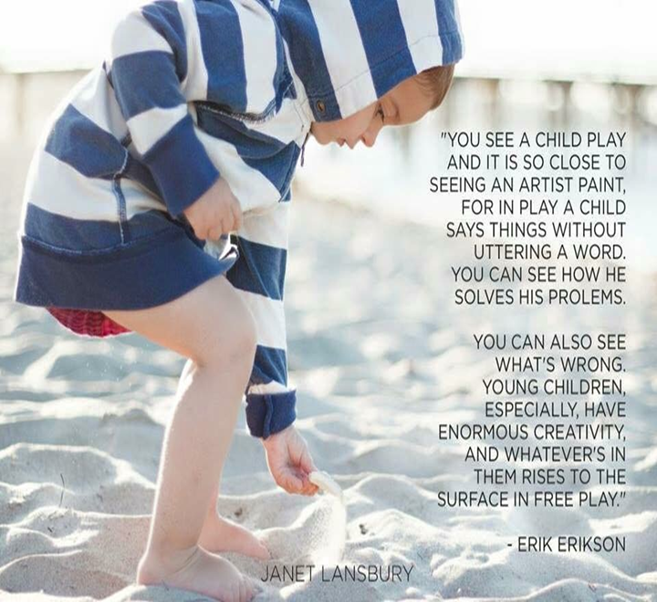 "YOU SEE A CHILD PLAY
AND IT IS SO CLOSE TO
SEEING AN ARTIST PAINT,
FOR IN PLAY A CHILD
SAYS THINGS WITHOUT
UTTERING A WORD.
YOU CAN SEE HOW HE
SOLVES HIS PROLEMS.
YOU CAN ALSO SEE
WHAT'S WRONG.
YOUNG CHILDREN,
ESPECIALLY, HAVE
ENORMOUS CREATIVITY,
AND WHATEVER'S IN
THEM RISES TO THE
SURFACE IN FREE PLAY."
- ERIK ERIKSON
JANET LANSBURY